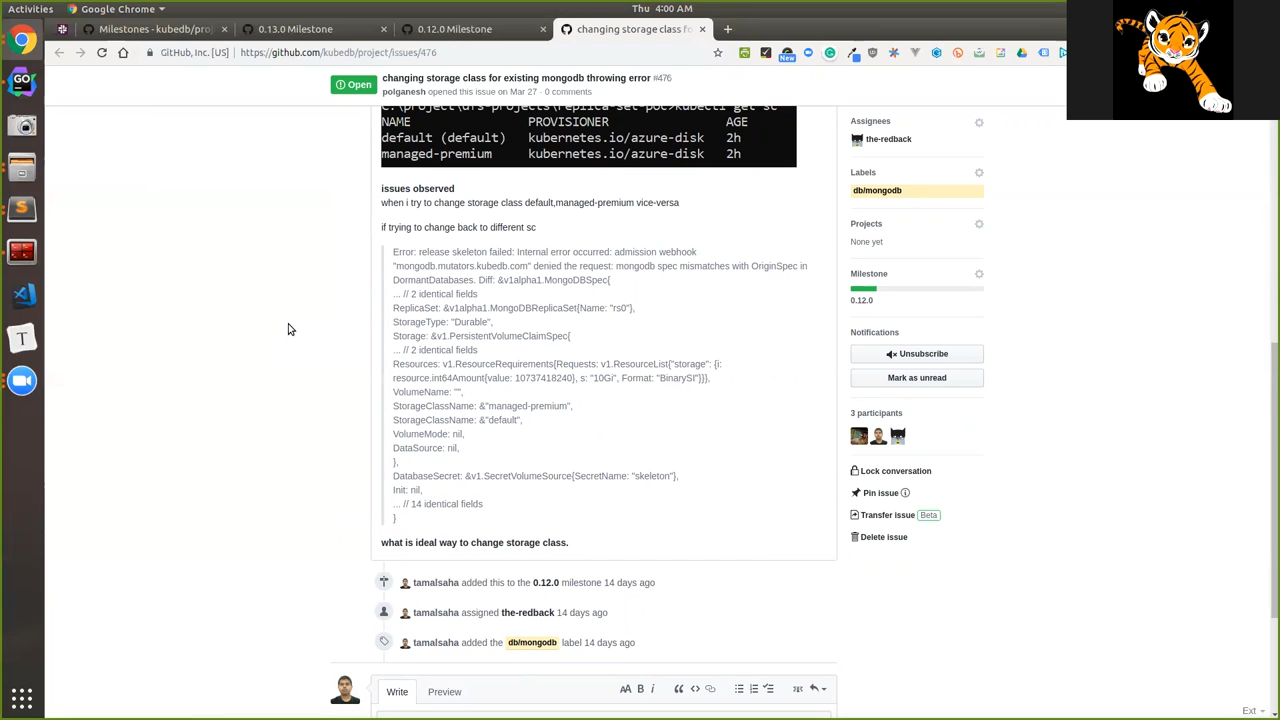 Activities
Google Chrome
Thu 4:00 AM
Milestones - kubedb/pro
0.13.0 Milestone
0.12.0 Milestone
changing storage class fo
GitHub, Inc. [US]
https://github.com/kubedb/project/issues/476
New
Open
changing storage class for existing mongodb throwing error #476
polganesh opened this issue on Mar 27 · 0 comments
NAME PROVISIONER AGE
default (default) kubernetes.io/azure-disk 2h
managed-premium kubernetes.io/azure-disk 2h
issues observed
when i try to change storage class default,managed-premium vice-versa
if trying to change back to different sc
Error: release skeleton failed: Internal error occurred: admission webhook
"mongodb.mutators.kubedb.com" denied the request: mongodb spec mismatches with OriginSpec in
DormantDatabases. Diff: &v1alpha1.MongoDBSpec{
... // 2 identical fields
ReplicaSet: &v1alpha1.MongoDBReplicaSet{Name: "rs0"},
StorageType: "Durable",
Storage: &v1.PersistentVolumeClaimSpec{
... // 2 identical fields
Resources: v1.ResourceRequirements{Requests: v1.ResourceList{"storage": {i:
resource.int64Amount{value: 10737418240}, s: "10Gi", Format: "BinarySI"}}},
VolumeName: "",
StorageClassName: &"managed-premium",
StorageClassName: &"default",
VolumeMode: nil,
DataSource: nil,
},
DatabaseSecret: &v1.SecretVolumeSource{SecretName: "skeleton"},
Init: nil,
... // 14 identical fields
}
what is ideal way to change storage class.
tamalsaha added this to the 0.12.0 milestone 14 days ago
tamalsaha assigned the-redback 14 days ago
tamalsaha added the db/mongodb label 14 days ago
Write
Preview
AA B i
Assignees
the-redback
Labels
db/mongodb
Projects
None yet
Milestone
0.12.0
Notifications
Unsubscribe
Mark as unread
3 participants
Lock conversation
Pin issue
Transfer issue Beta
Delete issue
Ext
GO
S
T